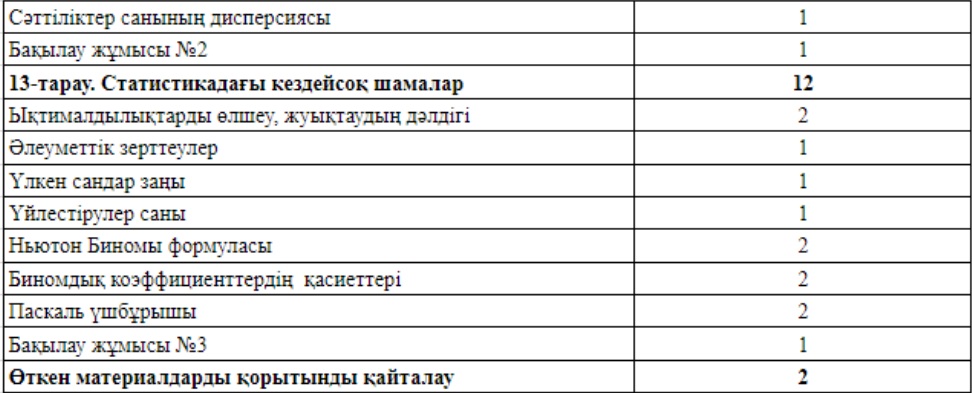 Сәттіліктер санының дисперсиясы 1
Бақылау жұмысы №2 1
13-тарау. Статистикадағы кездейсоқ шамалар 12
Ықтималдылықтарды өлшеу, жуықтаудың дәлдігі 2
Әлеуметтік зерттеулер 1
Үлкен сандар заңы 1
Үйлестірулер саны 1
Ньютон Биномы формуласы 2
Биномдық коэффициенттердің қасиеттері 2
Паскаль үшбұрышы 2
Бақылау жұмысы №3 1
Өткен материалдарды қорытынды қайталау 2